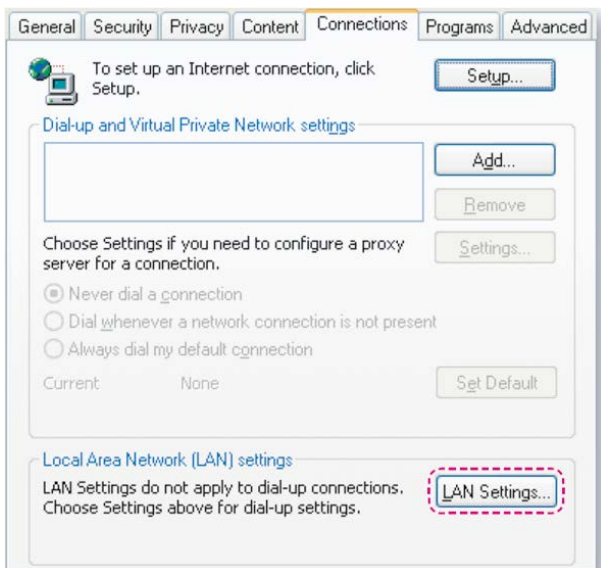 General Security Privacy Content Connections Programs Advanced
To set up an Internet connection, click
Setup.
Setup...
Dial-up and Virtual Private Network settings
Add...
Remove
Choose Settings if you need to configure a proxy
server for a connection.
Settings...
Never dial a connection
Dial whenever a network connection is not present
Always dial my default connection
Current None
Set Default
Local Area Network (LAN) settings
LAN Settings do not apply to dial-up connections.
Choose Settings above for dial-up settings.
LAN Settings...